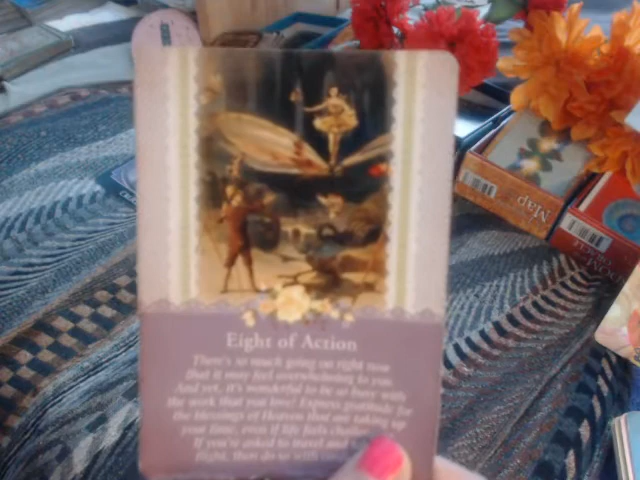 Eight of Action
There's so much going on right now
that it may feel overwhelming to you.
And yet, it's wonderful to be so busy with
the work that you love! Express gratitude for
the blessings of Heaven that are taking up
your time, even if life feels
If you're asked to travel and
flight, then do so with
Map